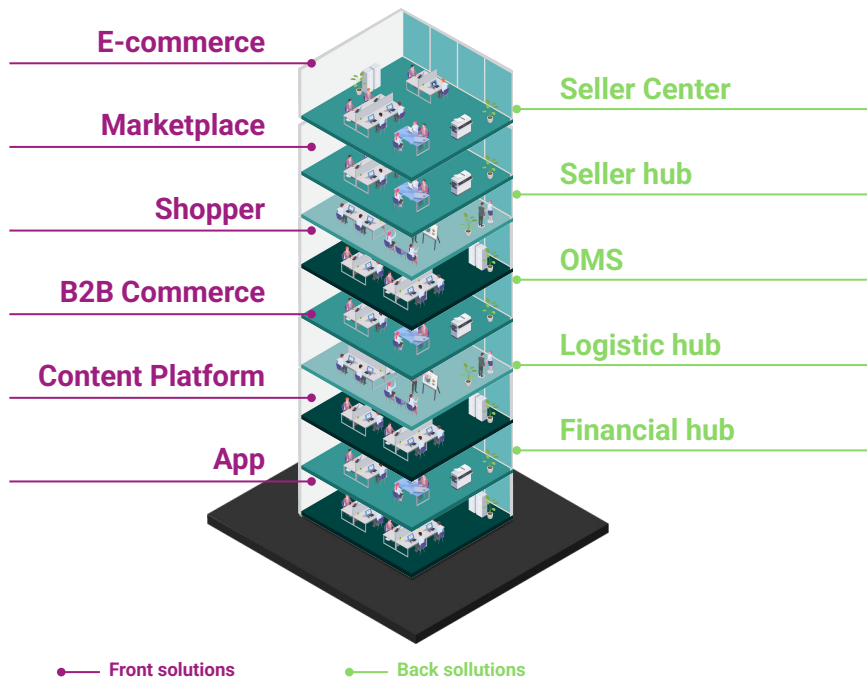 E-commerce
Seller Center
Marketplace
Seller hub
Shopper
OMS
B2B Commerce
Logistic hub
Content Platform
Financial hub
App
Front solutions
Back sollutions